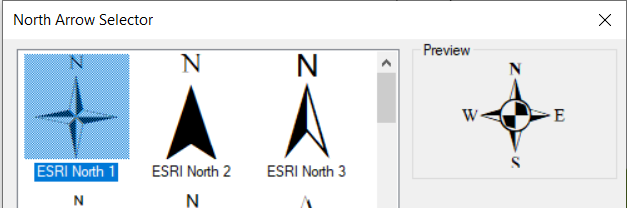 North Arrow Selector
Preview
N N N
N
W E
S
ESRI North 1 ESRI North 2 ESRI North 3
N N